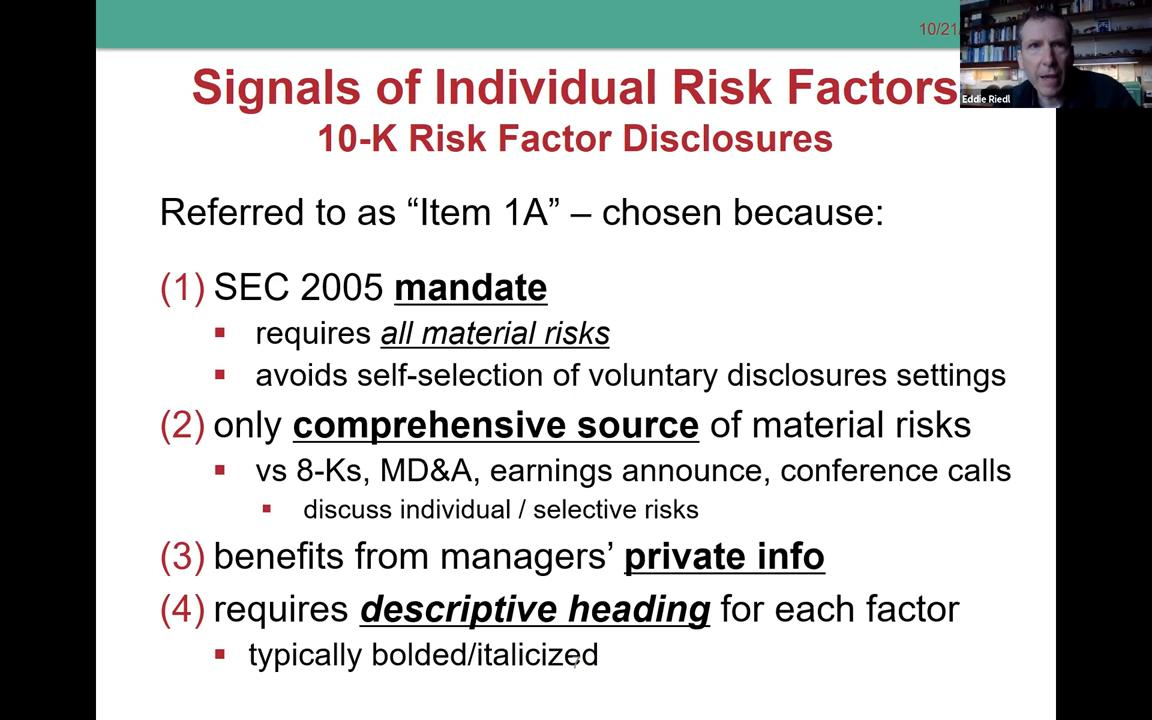 10/21
Eddie Riedl
Signals of Individual Risk Factors
10-K Risk Factor Disclosures
Referred to as “Item 1A” – chosen because:
(1) SEC 2005 mandate
▪ requires all material risks
▪ avoids self-selection of voluntary disclosures settings
(2) only comprehensive source of material risks
▪ vs 8-Ks, MD&A, earnings announce, conference calls
▪ discuss individual / selective risks
(3) benefits from managers’ private info
(4) requires descriptive heading for each factor
▪ typically bolded/italicized